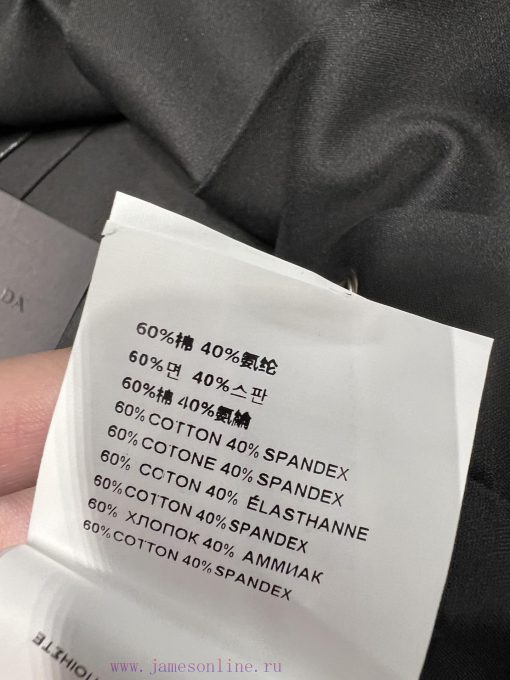 DA
60%棉 40%氨纶
60%면 40%스판
60%棉 40%氨綸
60% COTTON 40% SPANDEX
60% COTONE 40% SPANDEX
60% COTON 40% ÉLASTHANNE
60%COTTON 40%SPANDEX
60% ХЛОПОК 40% АММИАК
60%COTTON 40%SPANDEX
www.jamesonline.ru